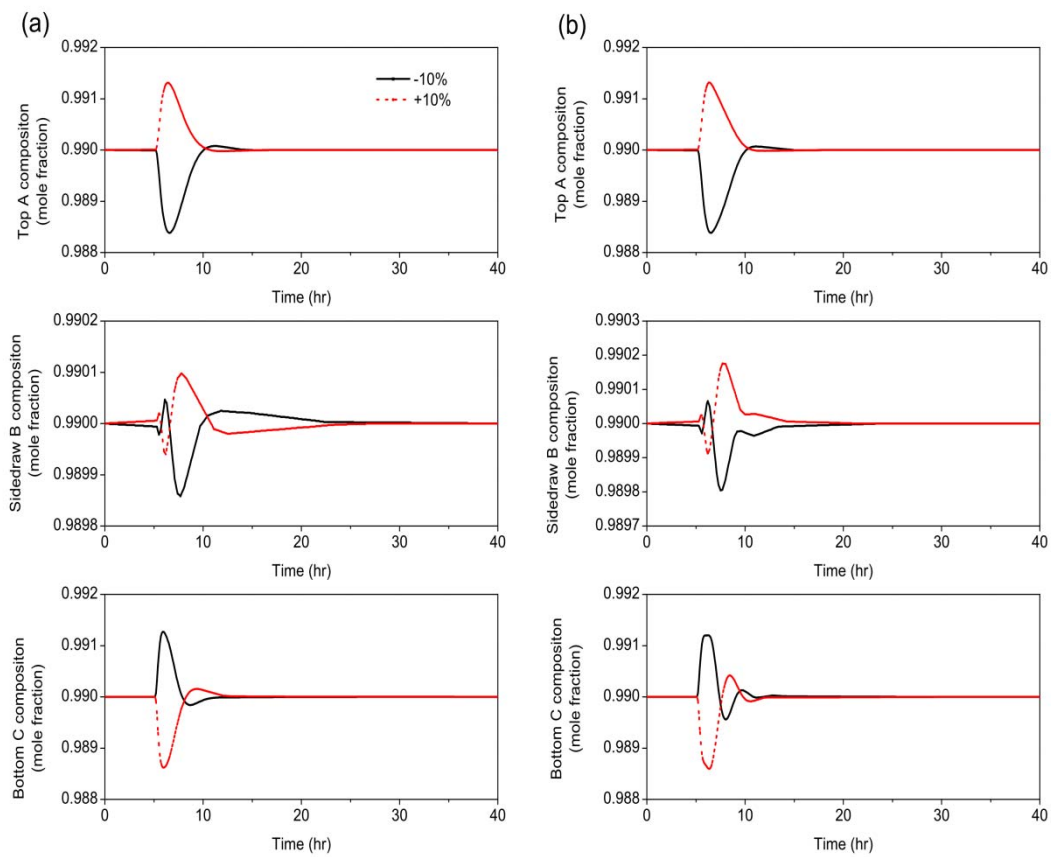 (a)
Top A compositon
(mole fraction)
0.992
0.991
0.990
0.989
0.988
-10%
+10%
0 10 20 30 40
Time (hr)
Sidedraw B compositon
(mole fraction)
0.9902
0.9901
0.9900
0.9899
0.9898
0 10 20 30 40
Time (hr)
Bottom C compositon
(mole fraction)
0.992
0.991
0.990
0.989
0.988
0 10 20 30 40
Time (hr)
(b)
Top A compositon
(mole fraction)
0.992
0.991
0.990
0.989
0.988
0 10 20 30 40
Time (hr)
Sidedraw B compositon
(mole fraction)
0.9903
0.9902
0.9901
0.9900
0.9899
0.9898
0.9897
0 10 20 30 40
Time (hr)
Bottom C compositon
(mole fraction)
0.992
0.991
0.990
0.989
0.988
0 10 20 30 40
Time (hr)